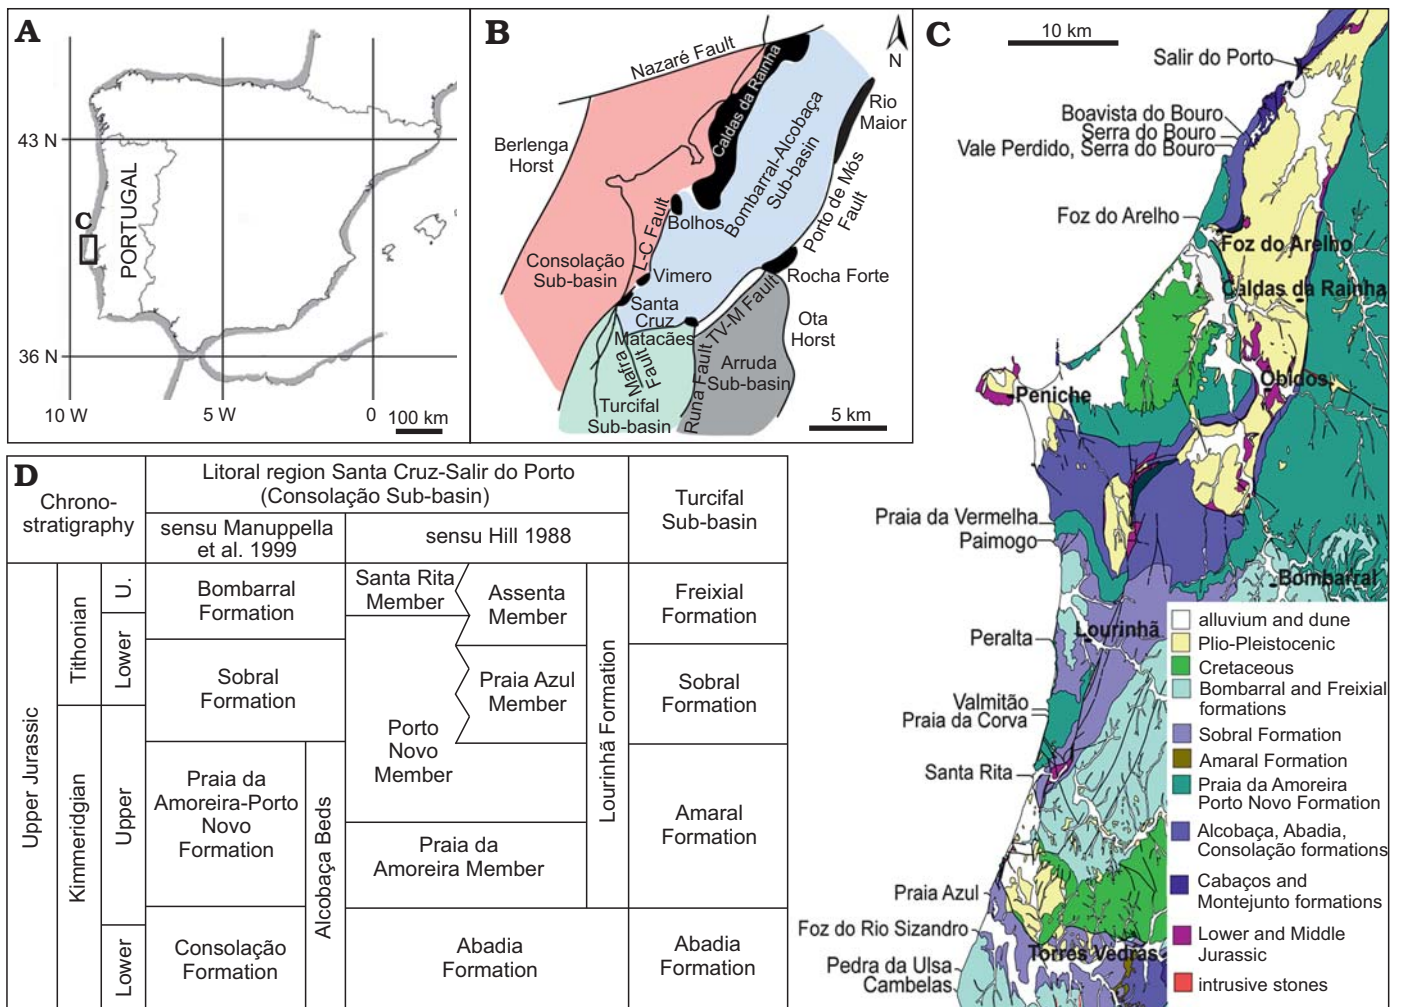 A
43 N
PORTUGAL
C
36 N
10 W
5 W
0
100 km
B
Nazaré Fault
N
Caldas da Rainha
Rio
Maior
Berlenga
Horst
Bombarral-Alcobaça
Sub-basin
Porto de Mós
Fault
L-C Fault
Bolhos
Consolação
Sub-basin
Vimero
Rocha Forte
Santa
Cruz
TV-M Fault
Ota
Horst
Matacães
Mafra
Fault
Runa Fault
Arruda
Sub-basin
Turcifal
Sub-basin
5 km
C
10 km
Salir do Porto
Boavista do Bouro
Serra do Bouro
Vale Perdido, Serra do Bouro
Foz do Arelho
Foz do Arelho
Caldas da Rainha
Óbidos
Peniche
Praia da Vermelha
Paimogo
Bombarral
Lourinhã
Peralta
Valmitão
Praia da Corva
Santa Rita
Praia Azul
Foz do Rio Sizandro
Torres Vedras
Pedra da Ulsa
Cambelas
alluvium and dune
Plio-Pleistocenic
Cretaceous
Bombarral and Freixial
formations
Sobral Formation
Amaral Formation
Praia da Amoreira
Porto Novo Formation
Alcobaça, Abadia,
Consolação formations
Cabaços and
Montejunto formations
Lower and Middle
Jurassic
intrusive stones
D
Chrono-
stratigraphy
Litoral region Santa Cruz-Salir do Porto
(Consolação Sub-basin)
Turcifal
Sub-basin
sensu Manuppella
et al. 1999
sensu Hill 1988
Upper Jurassic
Tithonian
U.
Lower
Kimmeridgian
Upper
Lower
Bombarral
Formation
Sobral
Formation
Praia da
Amoreira-Porto
Novo
Formation
Alcobaça Beds
Consolação
Formation
Santa Rita
Member
Assenta
Member
Praia Azul
Member
Porto
Novo
Member
Praia da
Amoreira Member
Lourinhã Formation
Abadia
Formation
Freixial
Formation
Sobral
Formation
Amaral
Formation
Abadia
Formation